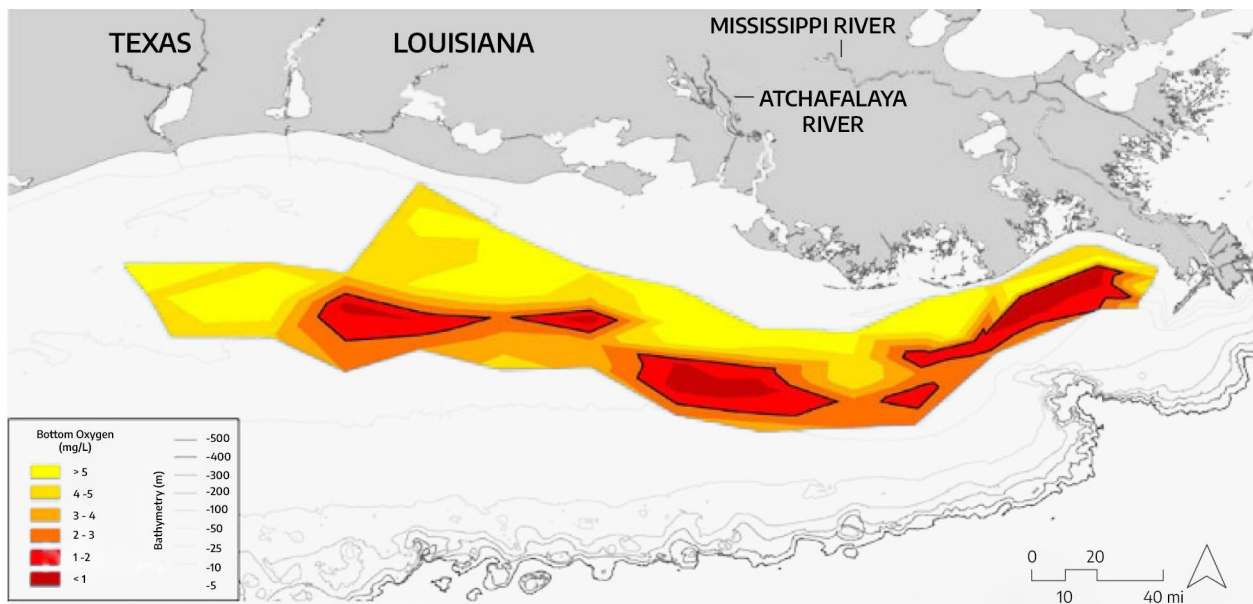 TEXAS
LOUISIANA
MISSISSIPPI RIVER
ATCHAFALAYA
RIVER
Bottom Oxygen
(mg/L)
> 5
4 -5
3 - 4
2 - 3
1 -2
< 1
Bathymetry (m)
-500
-400
-300
-200
-100
-50
-25
-10
-5
0
20
10
40 mi